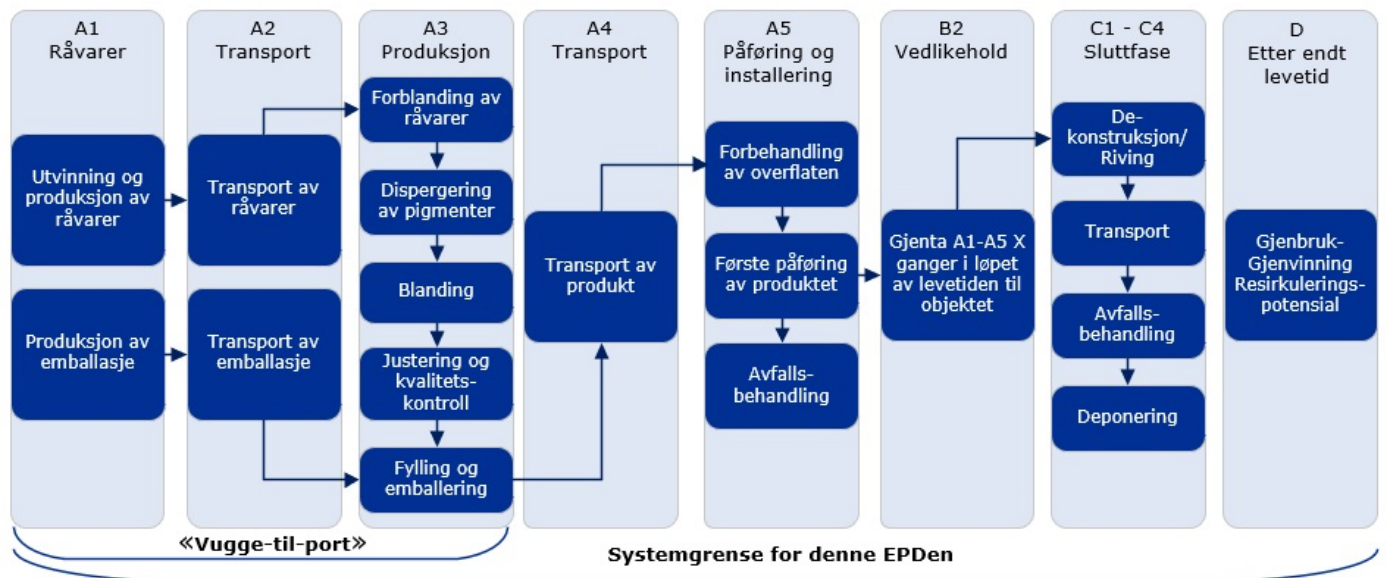 A1
Råvarer
Utvinning og
produksjon av
råvarer
Produksjon av
emballasje
A2
Transport
Transport av
råvarer
Transport av
emballasje
A3
Produksjon
Forblanding av
råvarer
Dispergering
av pigmenter
Blanding
Justering og
kvalitets-
kontroll
Fylling og
emballering
A4
Transport
Transport av
produkt
A5
Påføring og
installering
Forbehandling
av overflaten
Første påføring
av produktet
Avfalls-
behandling
B2
Vedlikehold
Gjenta A1-A5 X
ganger i løpet
av levetiden til
objektet
C1 - C4
Sluttfase
De-
konstruksjon/
Riving
Transport
Avfalls-
behandling
Deponering
D
Etter endt
levetid
Gjenbruk-
Gjenvinning
Resirkulerings-
potensial
«Vugge-til-port»
Systemgrense for denne EPDen